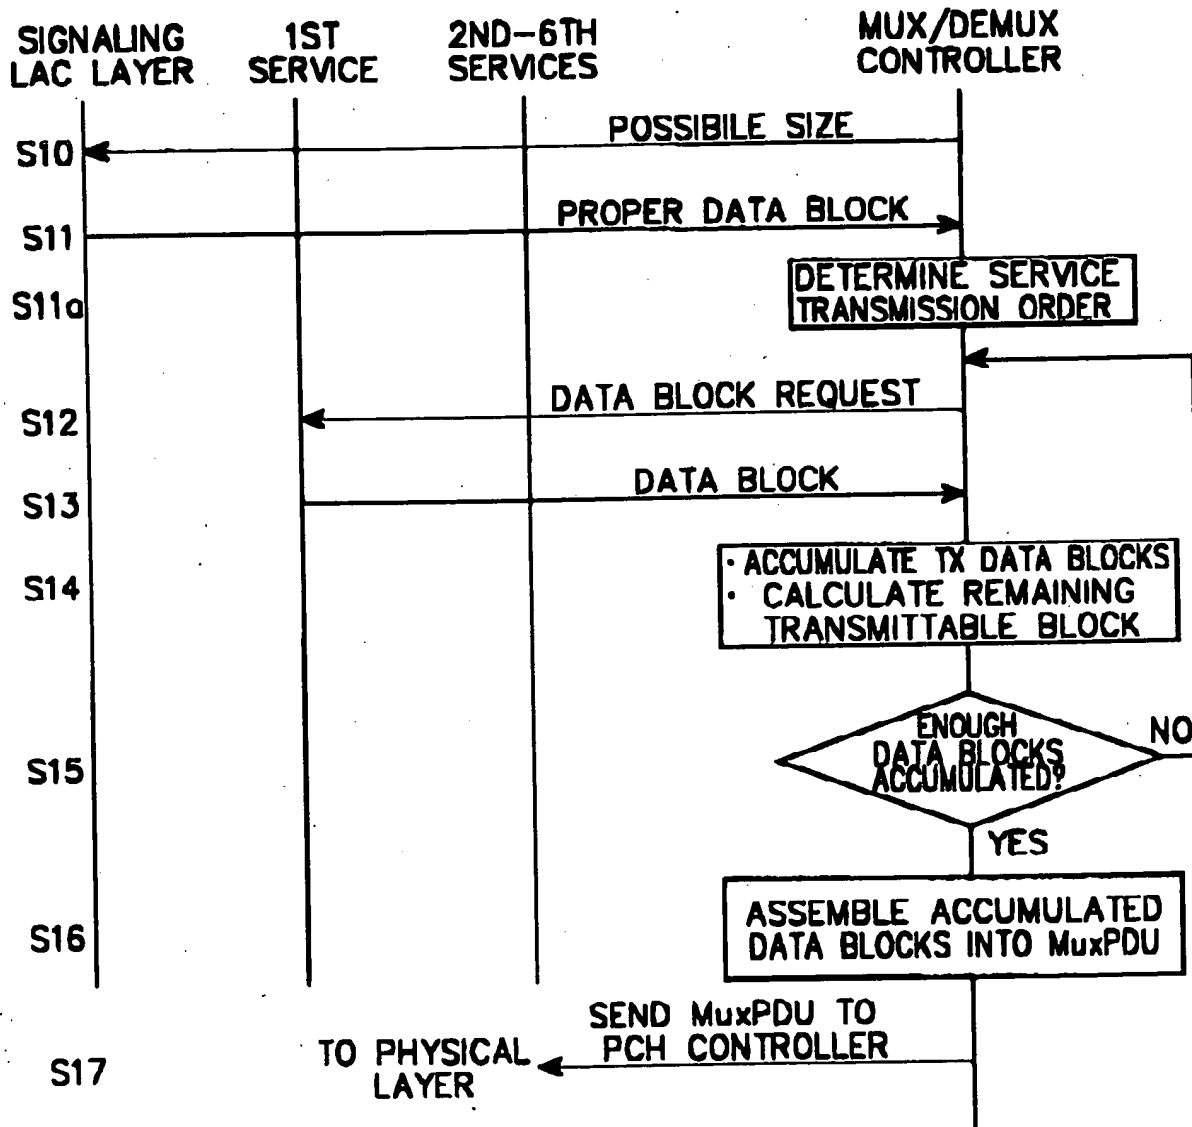 SIGNALING
LAC LAYER
1ST
SERVICE
2ND-6TH
SERVICES
MUX/DEMUX
CONTROLLER
S10
POSSIBILE SIZE
S11
PROPER DATA BLOCK
S11a
DETERMINE SERVICE
TRANSMISSION ORDER
S12
DATA BLOCK REQUEST
S13
DATA BLOCK
S14
· ACCUMULATE TX DATA BLOCKS
· CALCULATE REMAINING
TRANSMITTABLE BLOCK
S15
ENOUGH
DATA BLOCKS
ACCUMULATED?
NO
YES
S16
ASSEMBLE ACCUMULATED
DATA BLOCKS INTO MuxPDU
S17
TO PHYSICAL
LAYER
SEND MuxPDU TO
PCH CONTROLLER